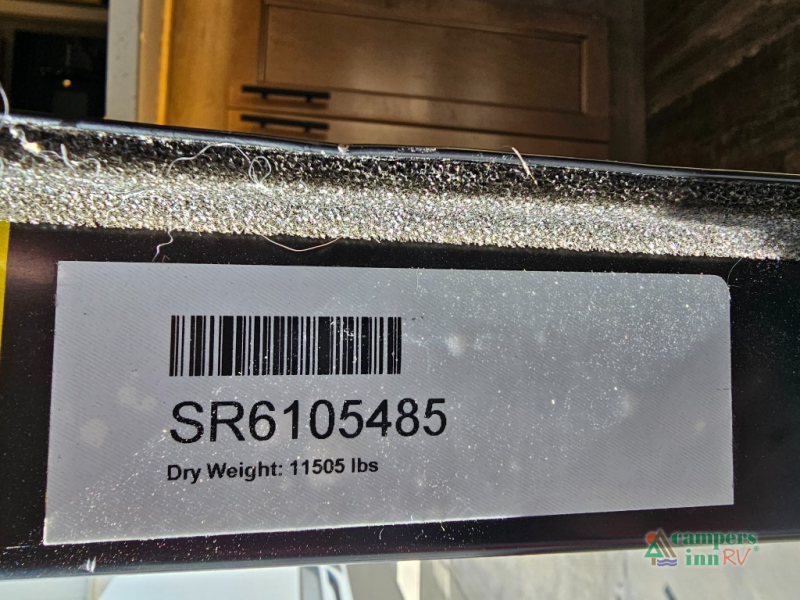 SR6105485
Dry Weight: 11505 lbs
campers
inn RV